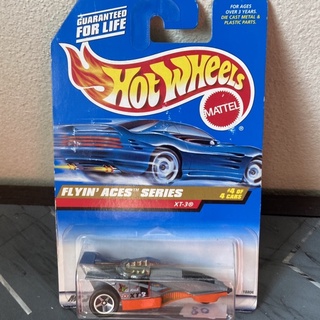 GUARANTEED
FOR LIFE
FOR AGES
OVER 3 YEARS.
DIE CAST METAL &
PLASTIC PARTS.
HOT WHEELS
MATTEL
FLYIN' ACES™ SERIES
XT-3®
#4 OF
4 CARS